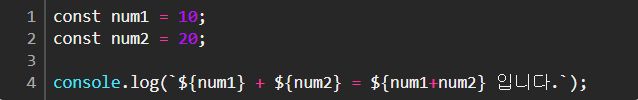 1 const num1 = 10;
2 const num2 = 20;
3
4 console.log(`${num1} + ${num2} = ${num1+num2} 입니다.`);